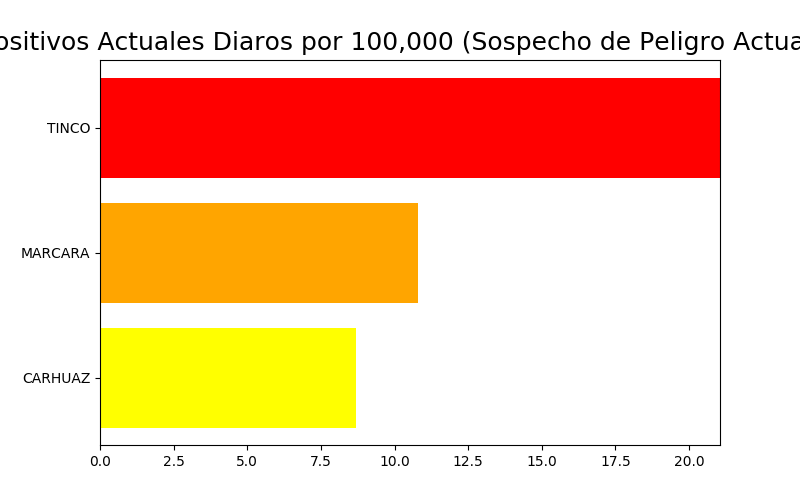 ositivos Actuales Diaros por 100,000 (Sospecho de Peligro Actua
TINCO
MARCARA
CARHUAZ
0.0 2.5 5.0 7.5 10.0 12.5 15.0 17.5 20.0